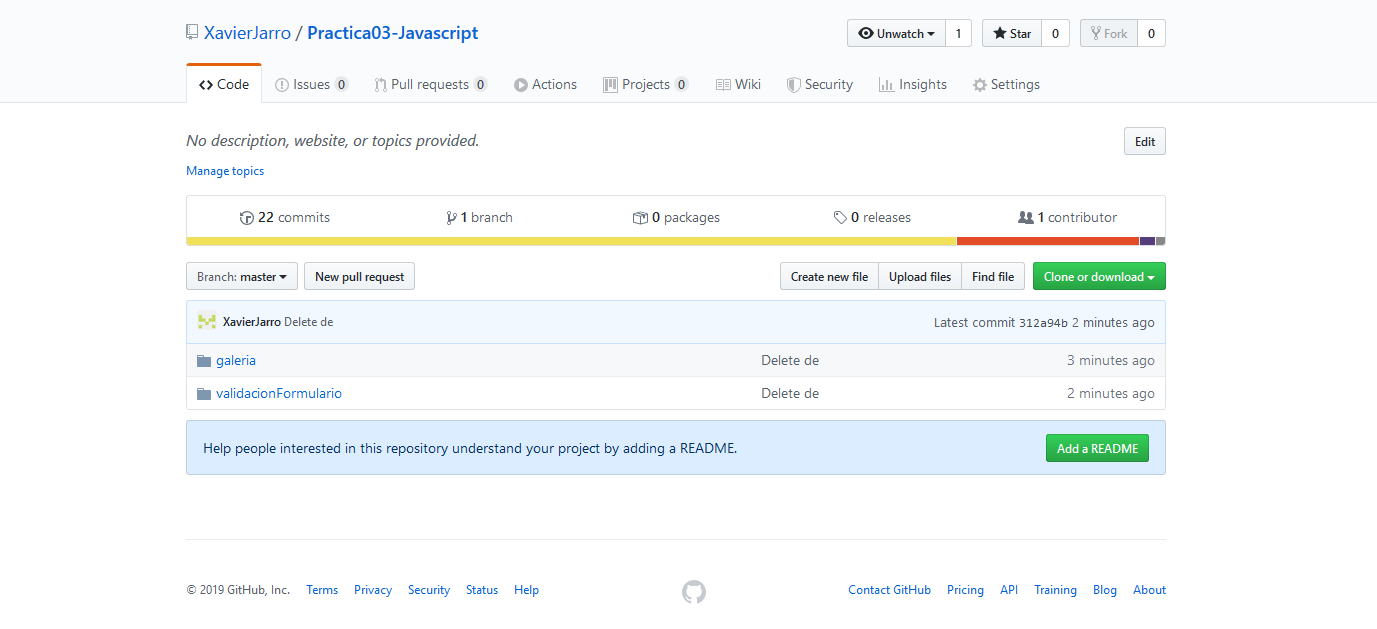 XavierJarro / Practica03-Javascript Unwatch 1 Star 0 Fork 0
Code Issues 0 Pull requests 0 Actions Projects 0 Wiki Security Insights Settings
No description, website, or topics provided. Edit
Manage topics
22 commits 1 branch 0 packages 0 releases 1 contributor
Branch: master New pull request Create new file Upload files Find file Clone or download
XavierJarro Delete de Latest commit 312a94b 2 minutes ago
galeria Delete de 3 minutes ago
validacionFormulario Delete de 2 minutes ago
Help people interested in this repository understand your project by adding a README. Add a README
© 2019 GitHub, Inc. Terms Privacy Security Status Help Contact GitHub Pricing API Training Blog About